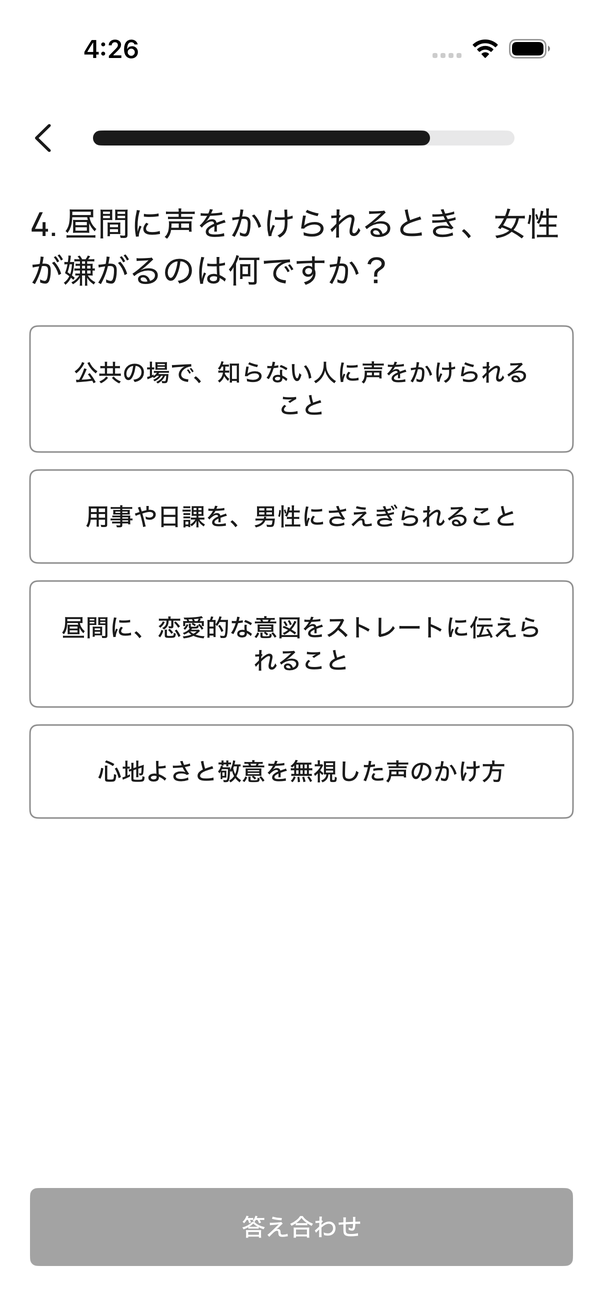 4:26
4. 昼間に声をかけられるとき、女性
が嫌がるのは何ですか？
公共の場で、知らない人に声をかけられる
こと
用事や日課を、男性にさえぎられること
昼間に、恋愛的な意図をストレートに伝えら
れること
心地よさと敬意を無視した声のかけ方
答え合わせ